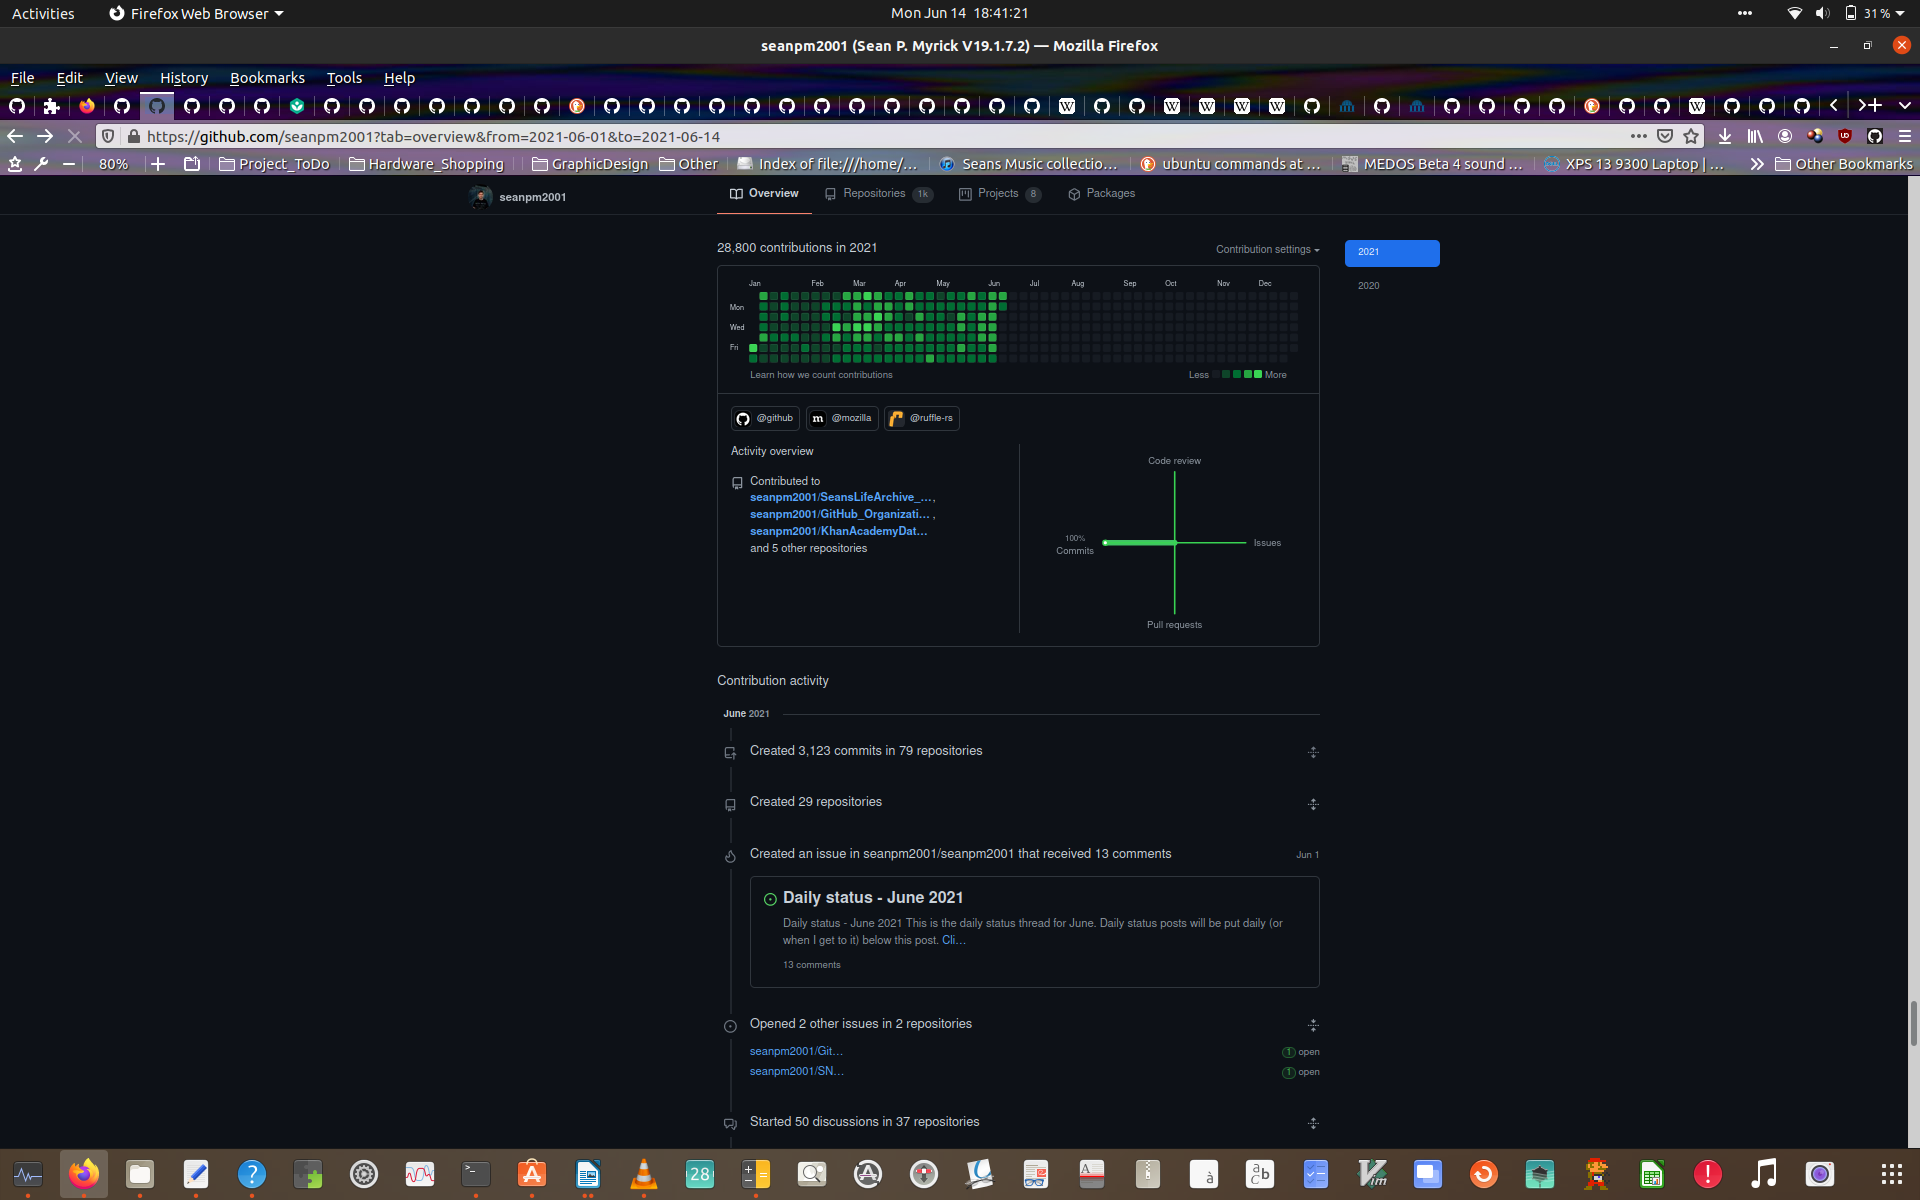 Activities
Firefox Web Browser
Mon Jun 14 18:41:21
31 %
seanpm2001 (Sean P. Myrick V19.1.7.2) — Mozilla Firefox
File Edit View History Bookmarks Tools Help
https://github.com/seanpm2001?tab=overview&from=2021-06-01&to=2021-06-14
80%
Project_ToDo
Hardware_Shopping
GraphicDesign
Other
Index of file:///home/…
Seans Music collectio…
ubuntu commands at …
MEDOS Beta 4 sound …
XPS 13 9300 Laptop | …
Other Bookmarks
seanpm2001
Overview
Repositories 1k
Projects 8
Packages
28,800 contributions in 2021
Contribution settings
2021
2020
Jan Feb Mar Apr May Jun Jul Aug Sep Oct Nov Dec
Mon
Wed
Fri
Learn how we count contributions
Less
More
@github
@mozilla
@ruffle-rs
Activity overview
Contributed to
seanpm2001/SeansLifeArchive_…,
seanpm2001/GitHub_Organizati… ,
seanpm2001/KhanAcademyDat…
and 5 other repositories
Code review
100%
Commits
Issues
Pull requests
Contribution activity
June 2021
Created 3,123 commits in 79 repositories
Created 29 repositories
Created an issue in seanpm2001/seanpm2001 that received 13 comments
Jun 1
Daily status - June 2021
Daily status - June 2021 This is the daily status thread for June. Daily status posts will be put daily (or
when I get to it) below this post. Cli…
13 comments
Opened 2 other issues in 2 repositories
seanpm2001/Git…
1 open
seanpm2001/SN…
1 open
Started 50 discussions in 37 repositories
28